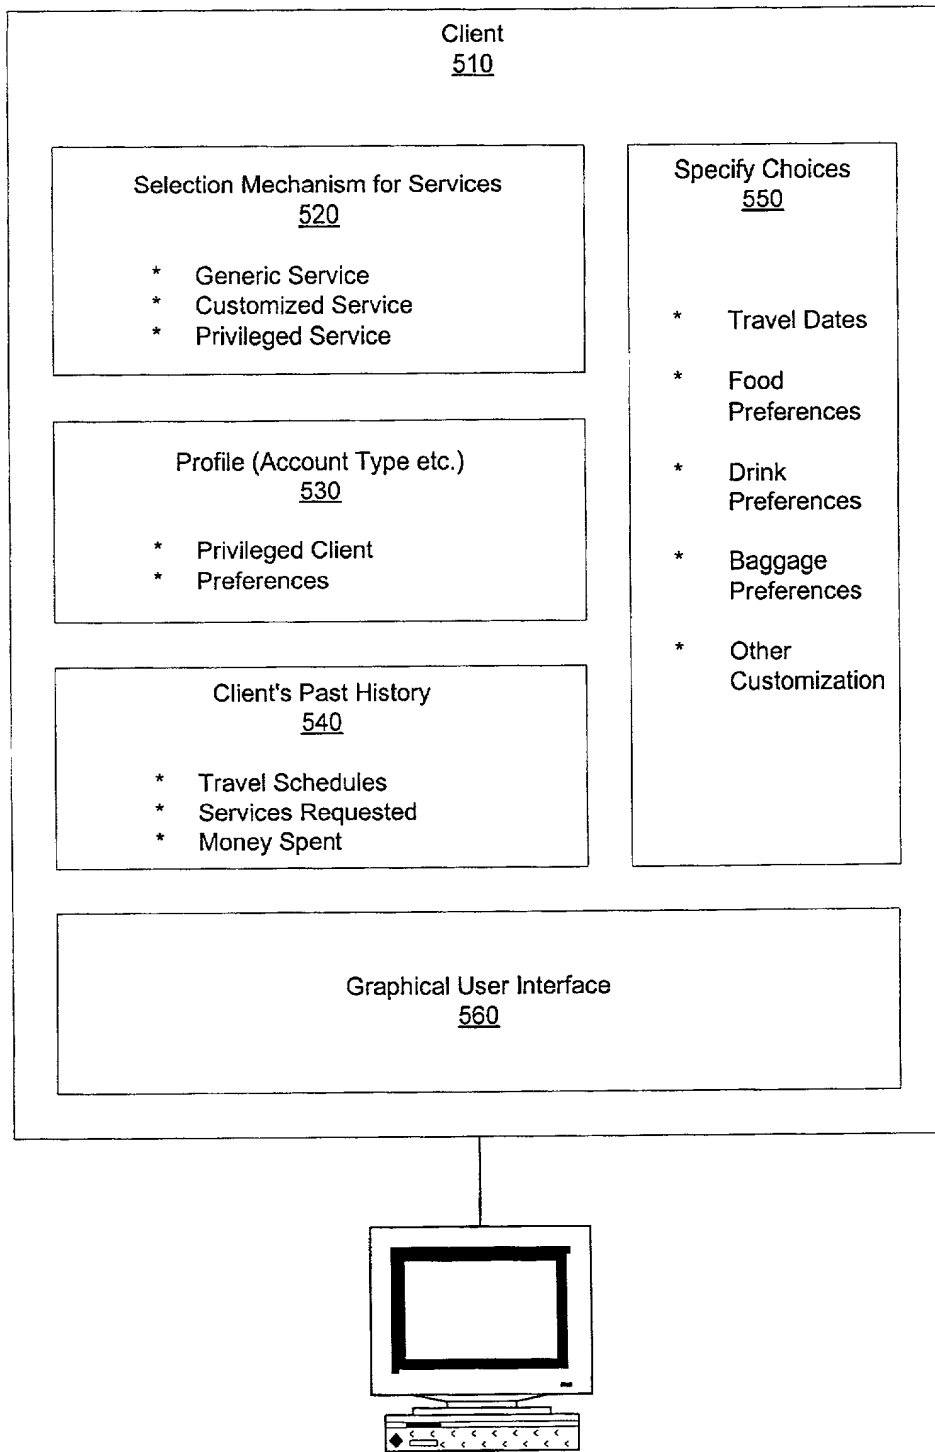 Client
510
Selection Mechanism for Services
520
* Generic Service
* Customized Service
* Privileged Service
Profile (Account Type etc.)
530
* Privileged Client
* Preferences
Client's Past History
540
* Travel Schedules
* Services Requested
* Money Spent
Specify Choices
550
* Travel Dates
* Food
Preferences
* Drink
Preferences
* Baggage
Preferences
* Other
Customization
Graphical User Interface
560